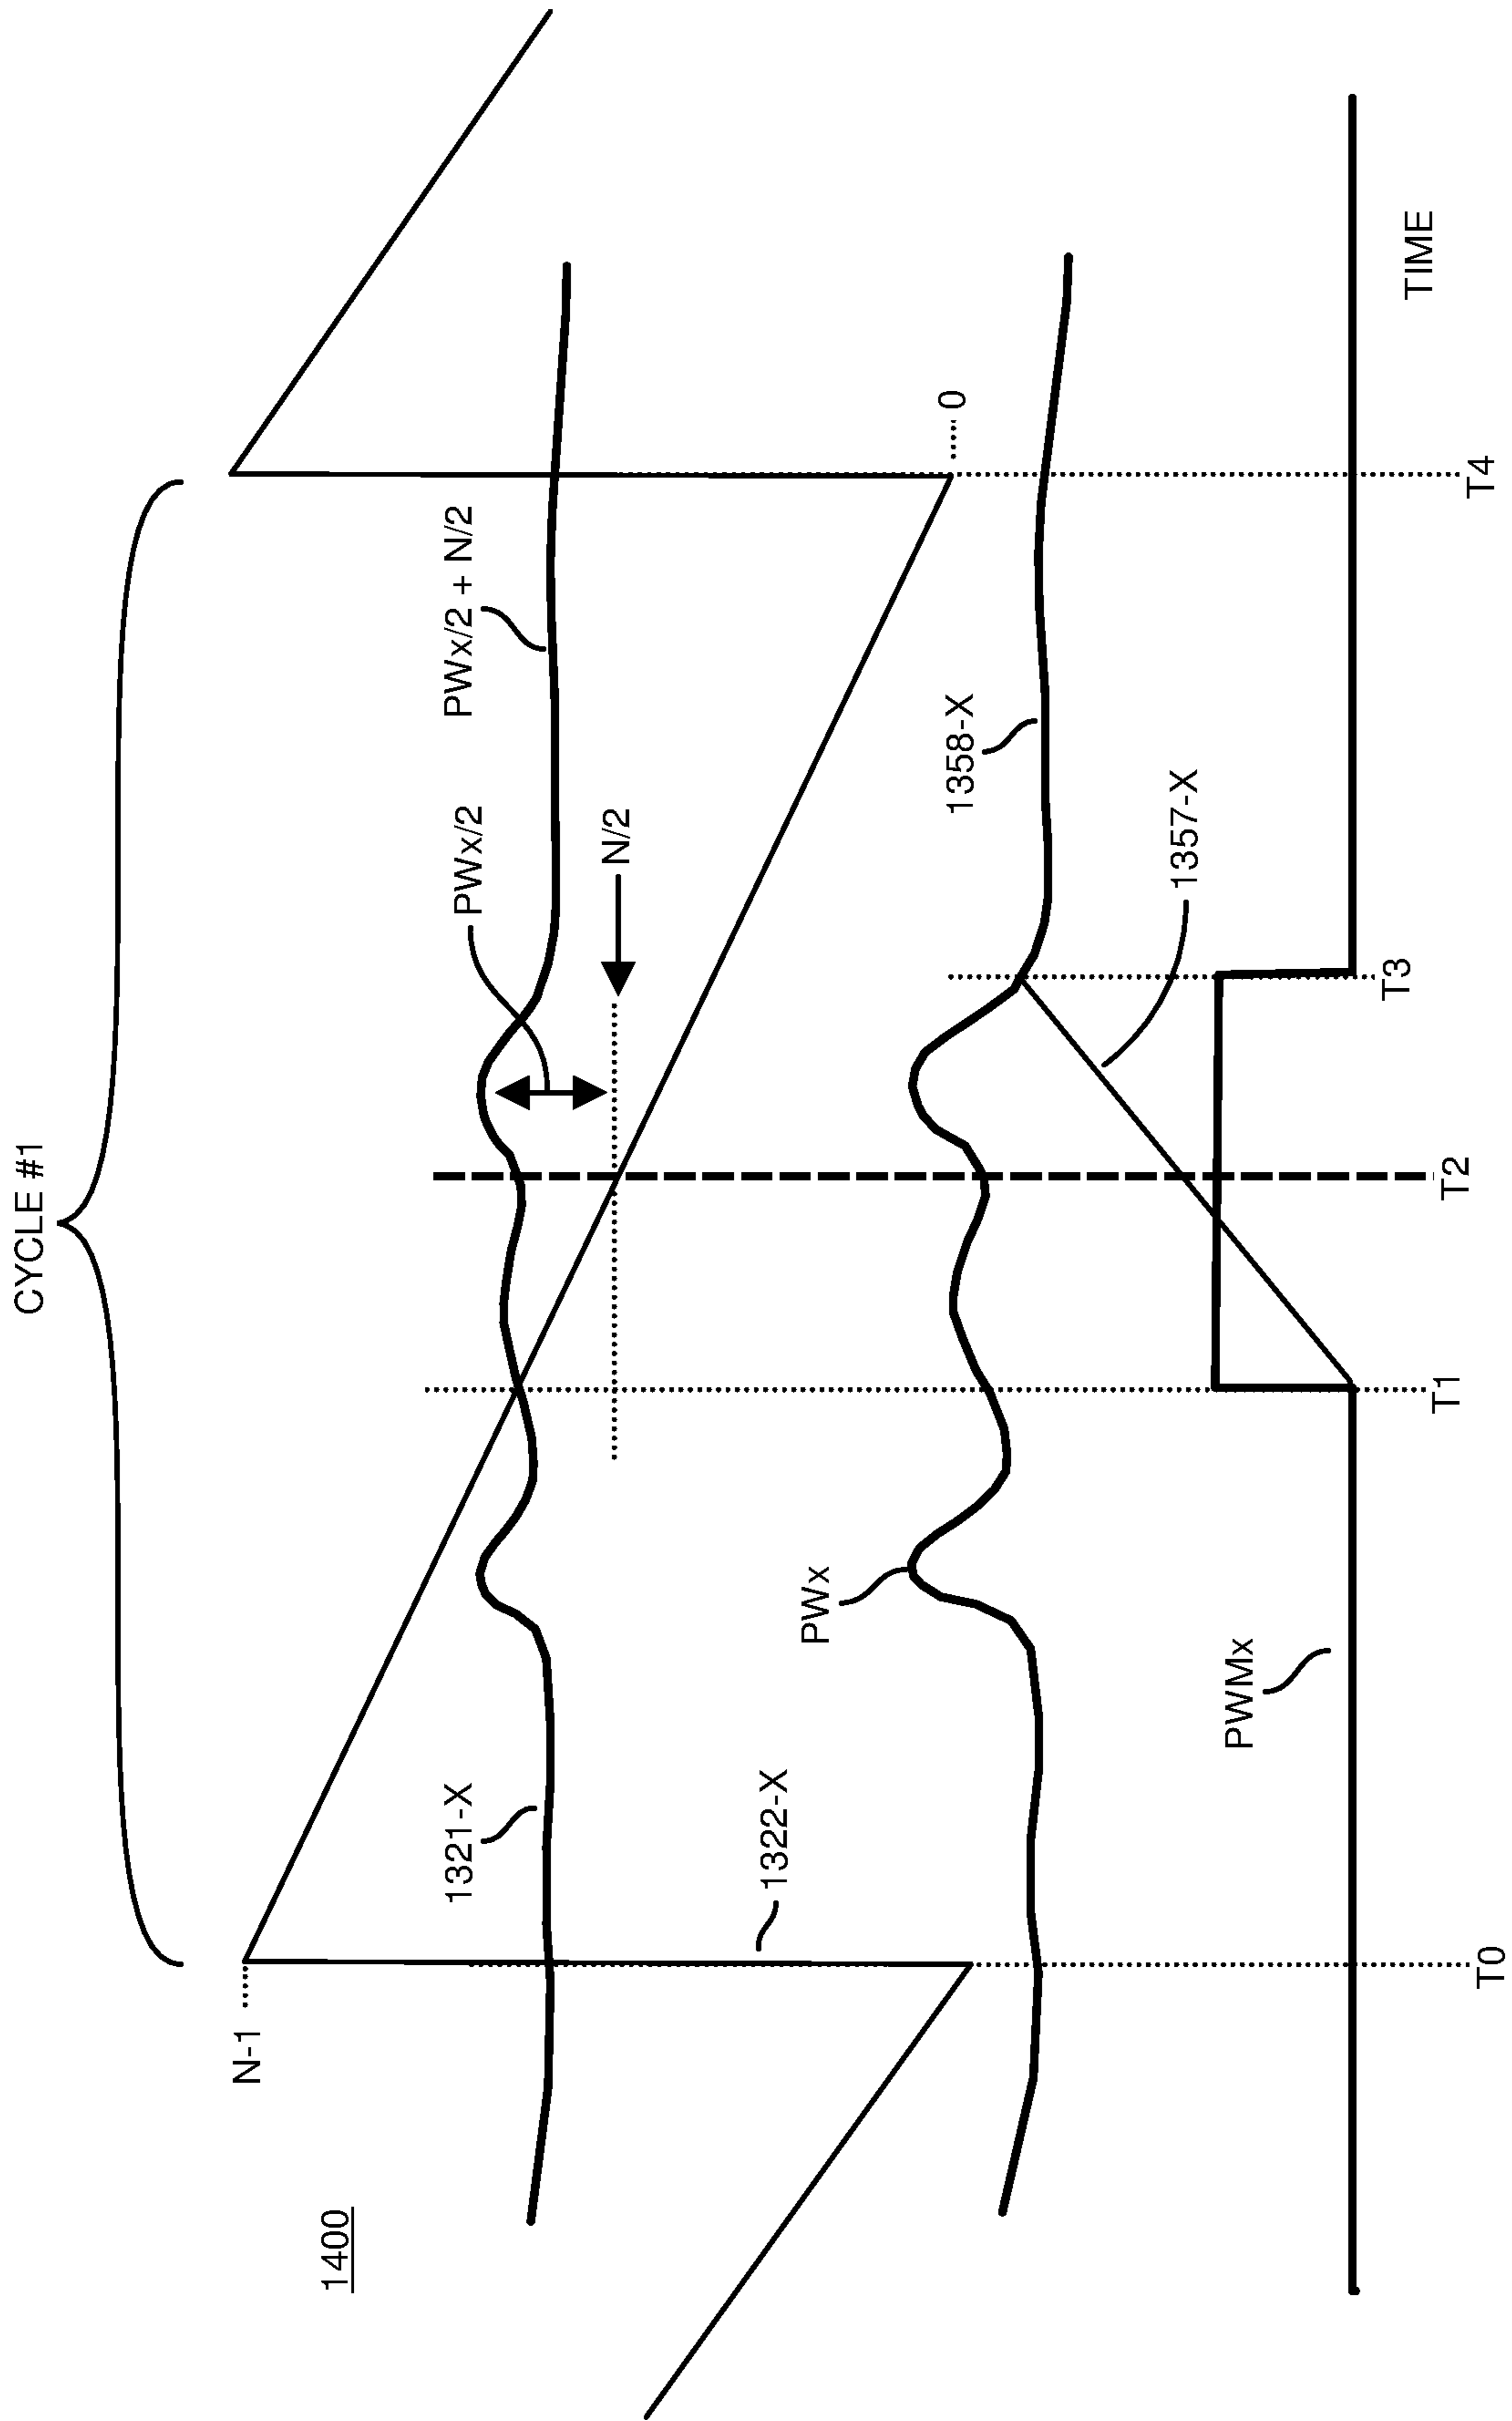 CYCLE #1
1400
N-1
1321-X
PWx/2
PWx/2 + N/2
N/2
1322-X
0
PWx
1358-X
1357-X
PWMx
TIME
T0
T1
T2
T3
T4